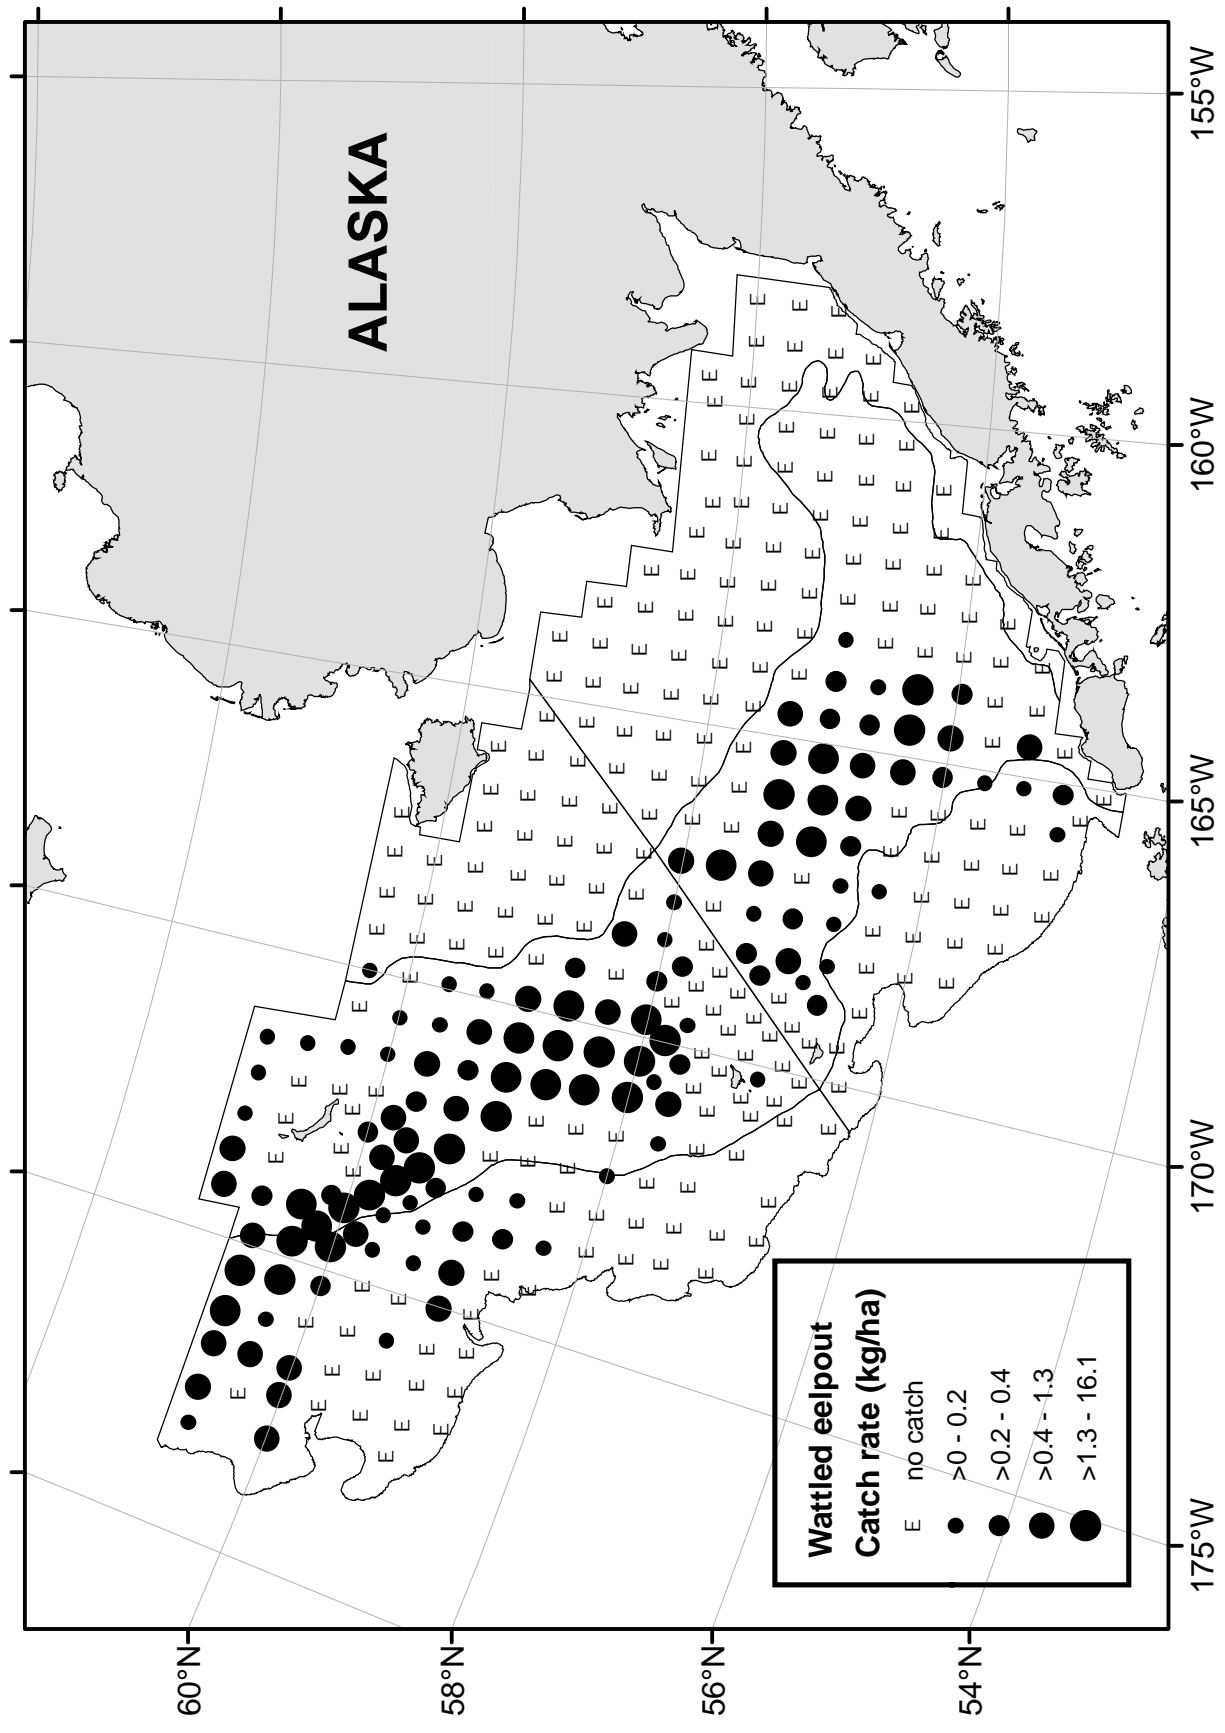 ALASKA
60°N
58°N
56°N
54°N
175°W
170°W
165°W
160°W
155°W
Wattled eelpout
Catch rate (kg/ha)
E no catch
>0 - 0.2
>0.2 - 0.4
>0.4 - 1.3
>1.3 - 16.1